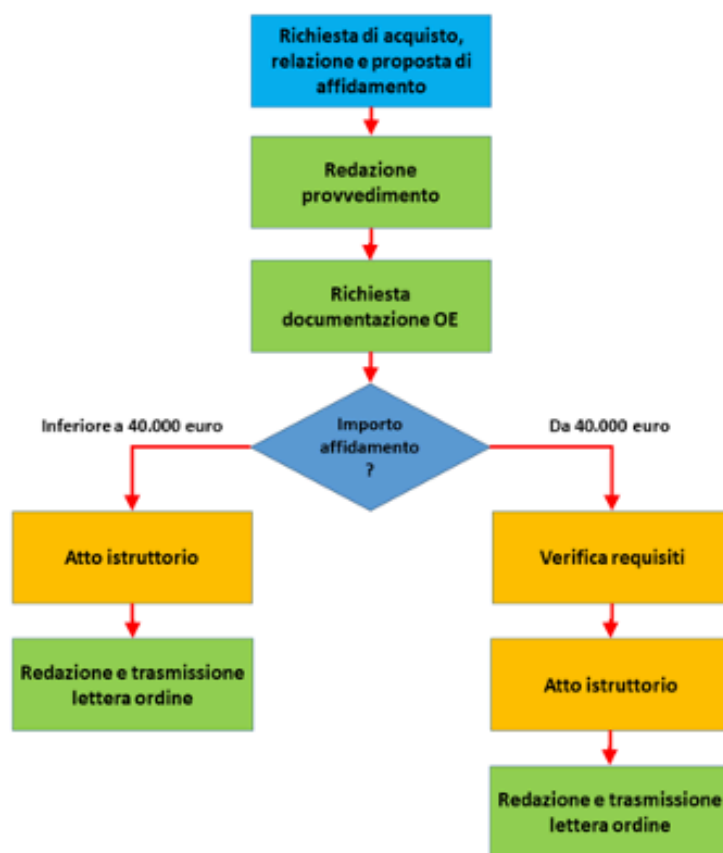 Richiesta di acquisto,
relazione e proposta di
affidamento
Redazione
provvedimento
Richiesta
documentazione OE
Inferiore a 40.000 euro
Importo
affidamento
?
Da 40.000 euro
Atto istruttorio
Verifica requisiti
Redazione e trasmissione
lettera ordine
Atto istruttorio
Redazione e trasmissione
lettera ordine